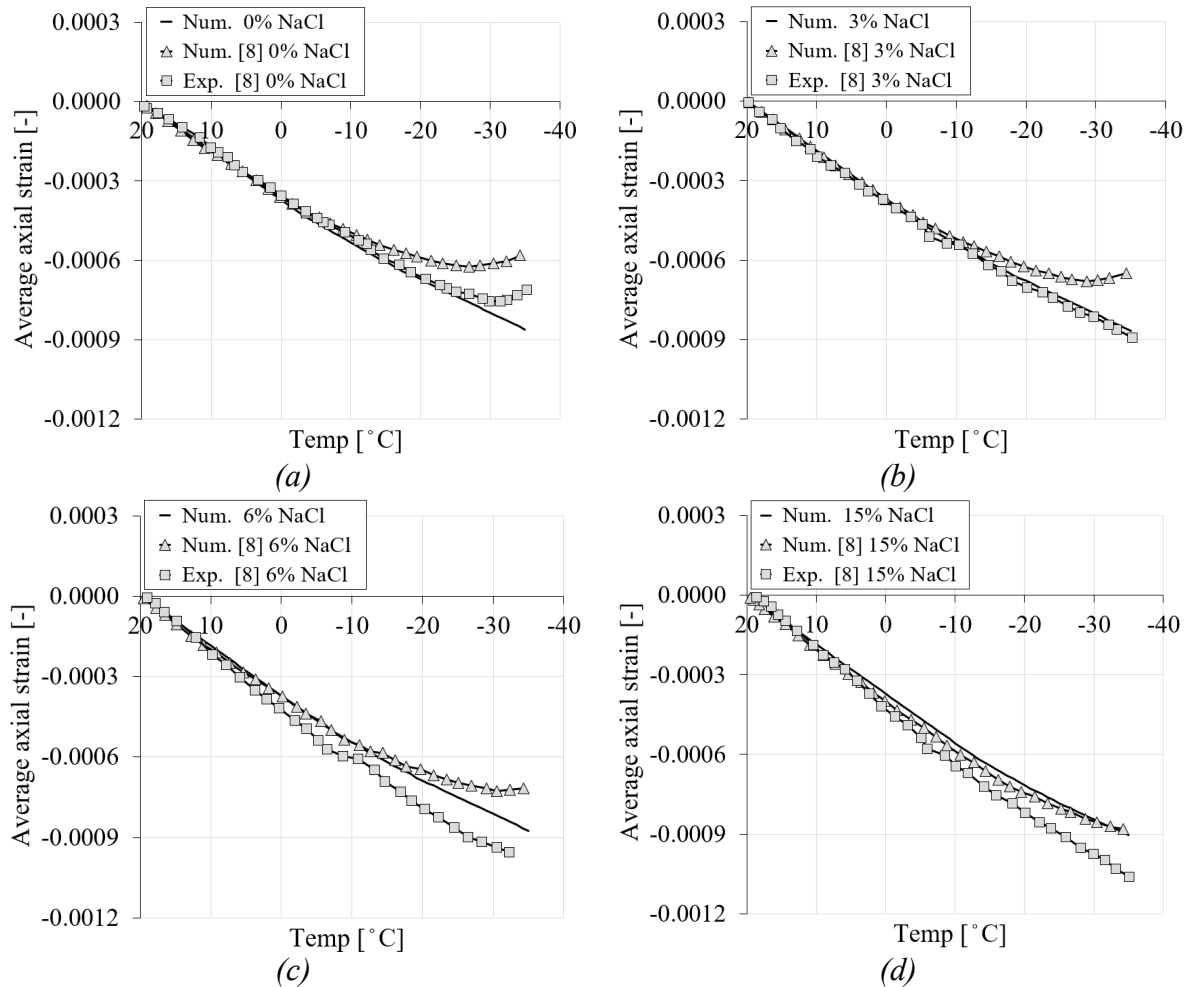 Num. 0% NaCl
Num. [8] 0% NaCl
Exp. [8] 0% NaCl
0.0003
0.0000
-0.0003
-0.0006
-0.0009
-0.0012
Average axial strain [-]
20 10 0 -10 -20 -30 -40
Temp [°C]
(a)
Num. 3% NaCl
Num. [8] 3% NaCl
Exp. [8] 3% NaCl
0.0003
0.0000
-0.0003
-0.0006
-0.0009
-0.0012
Average axial strain [-
20 10 0 -10 -20 -30 -40
Temp [°C]
(b)
Num. 6% NaCl
Num. [8] 6% NaCl
Exp. [8] 6% NaCl
0.0003
0.0000
-0.0003
-0.0006
-0.0009
-0.0012
Average axial strain [-]
20 10 0 -10 -20 -30 -40
Temp [°C]
(c)
Num. 15% NaCl
Num. [8] 15% NaCl
Exp. [8] 15% NaCl
0.0003
0.0000
-0.0003
-0.0006
-0.0009
-0.0012
Average axial strain [-]
20 10 0 -10 -20 -30 -40
Temp [°C]
(d)